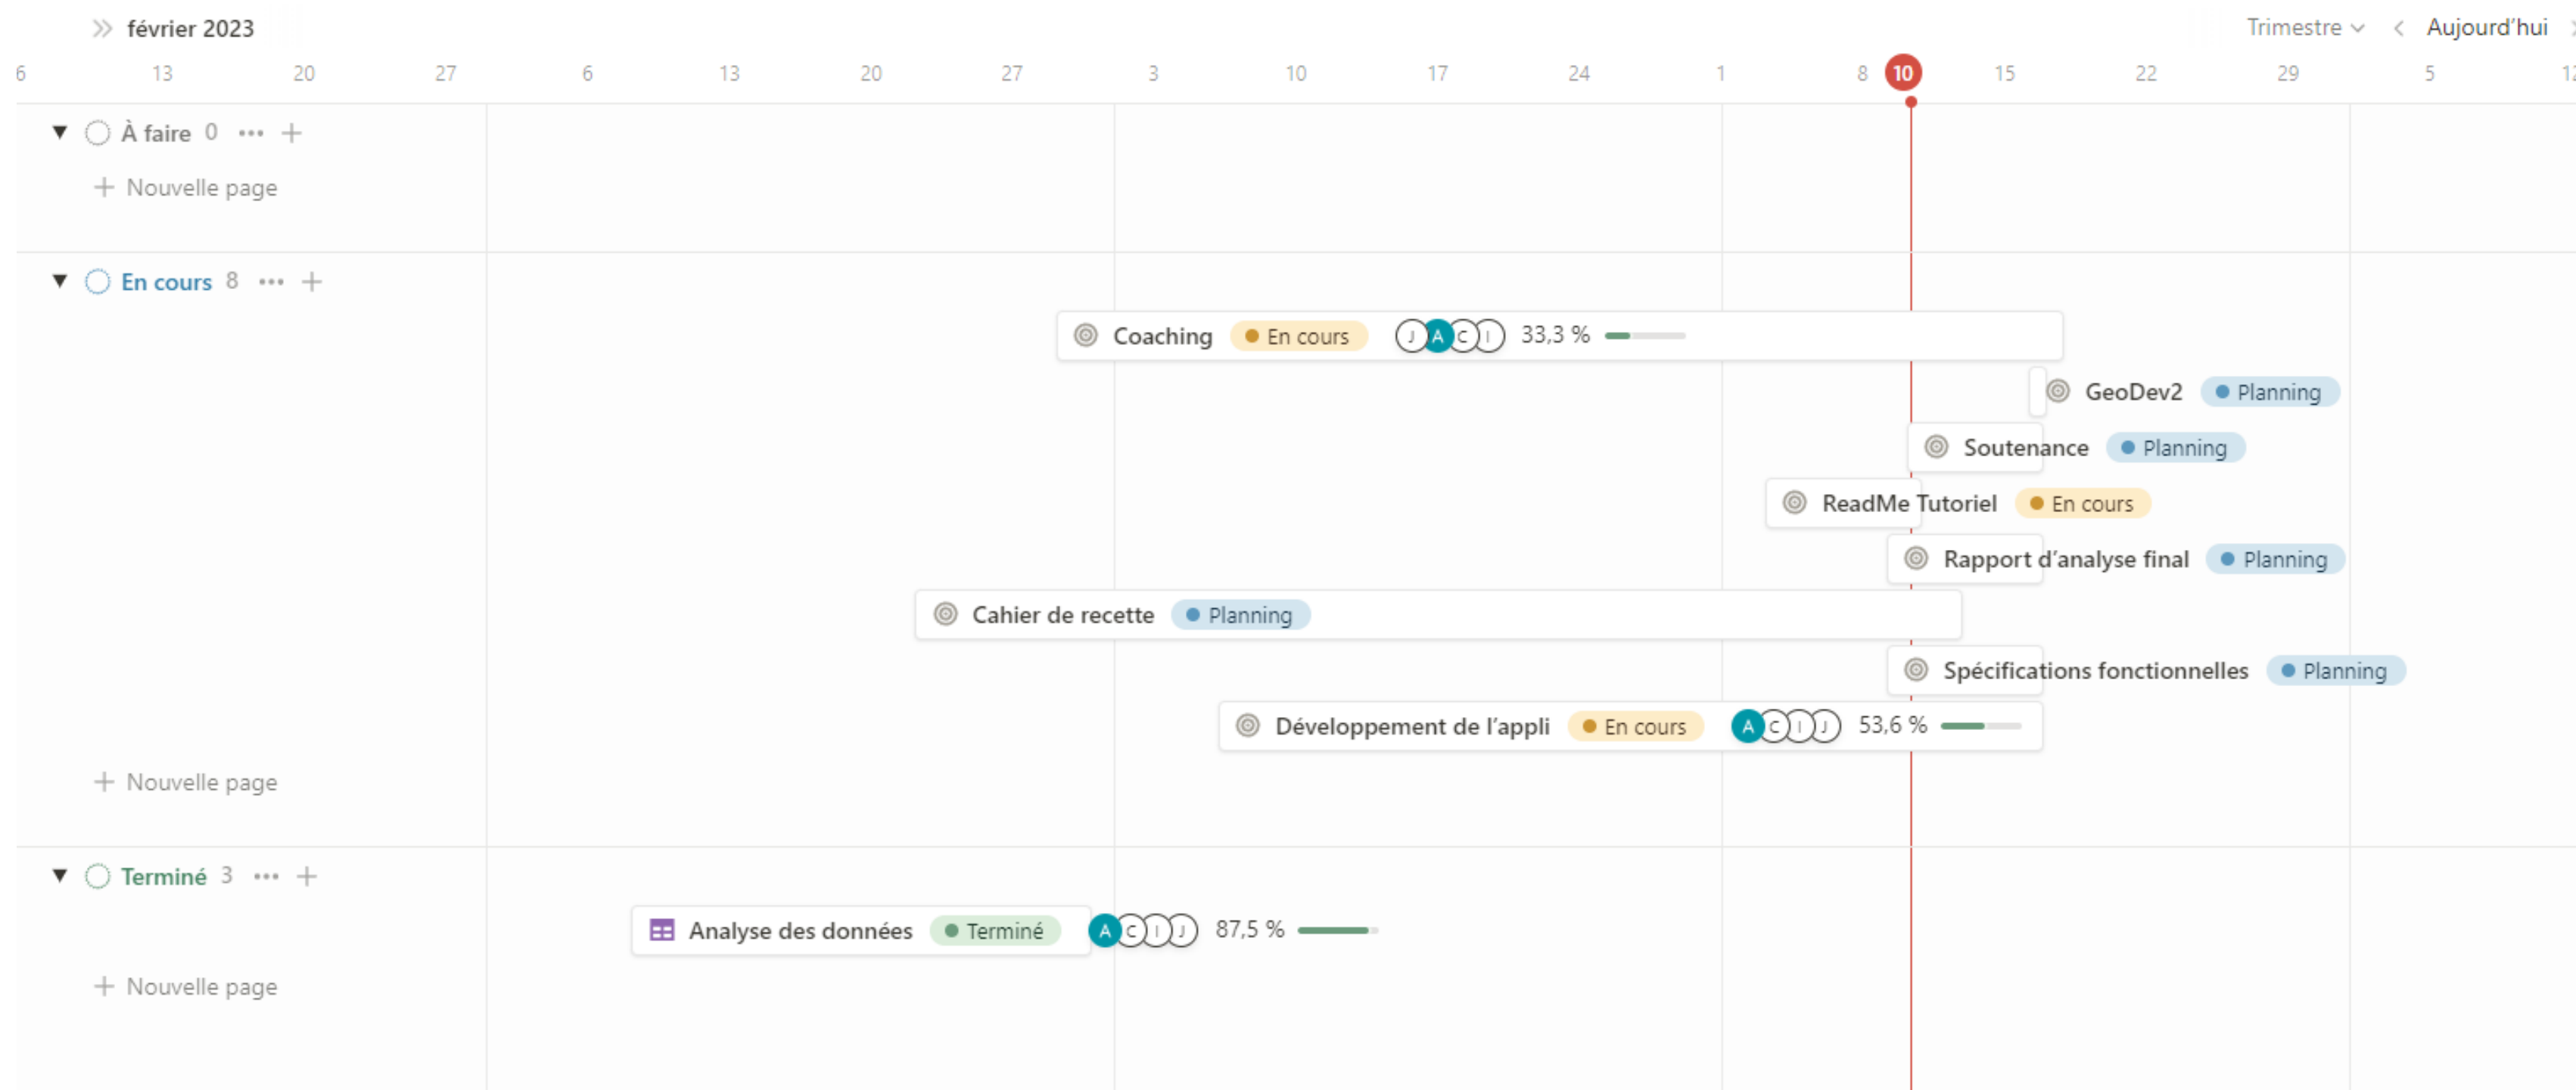 février 2023 Trimestre Aujourd'hui
6 13 20 27 6 13 20 27 3 10 17 24 1 8 10 15 22 29 5 12
À faire 0
Nouvelle page
En cours 8
Coaching En cours J A C I 33,3 %
GeoDev2 Planning
Soutenance Planning
ReadMe Tutoriel En cours
Rapport d'analyse final Planning
Cahier de recette Planning
Spécifications fonctionnelles Planning
Développement de l'appli En cours A C I J 53,6 %
Nouvelle page
Terminé 3
Analyse des données Terminé A C I J 87,5 %
Nouvelle page